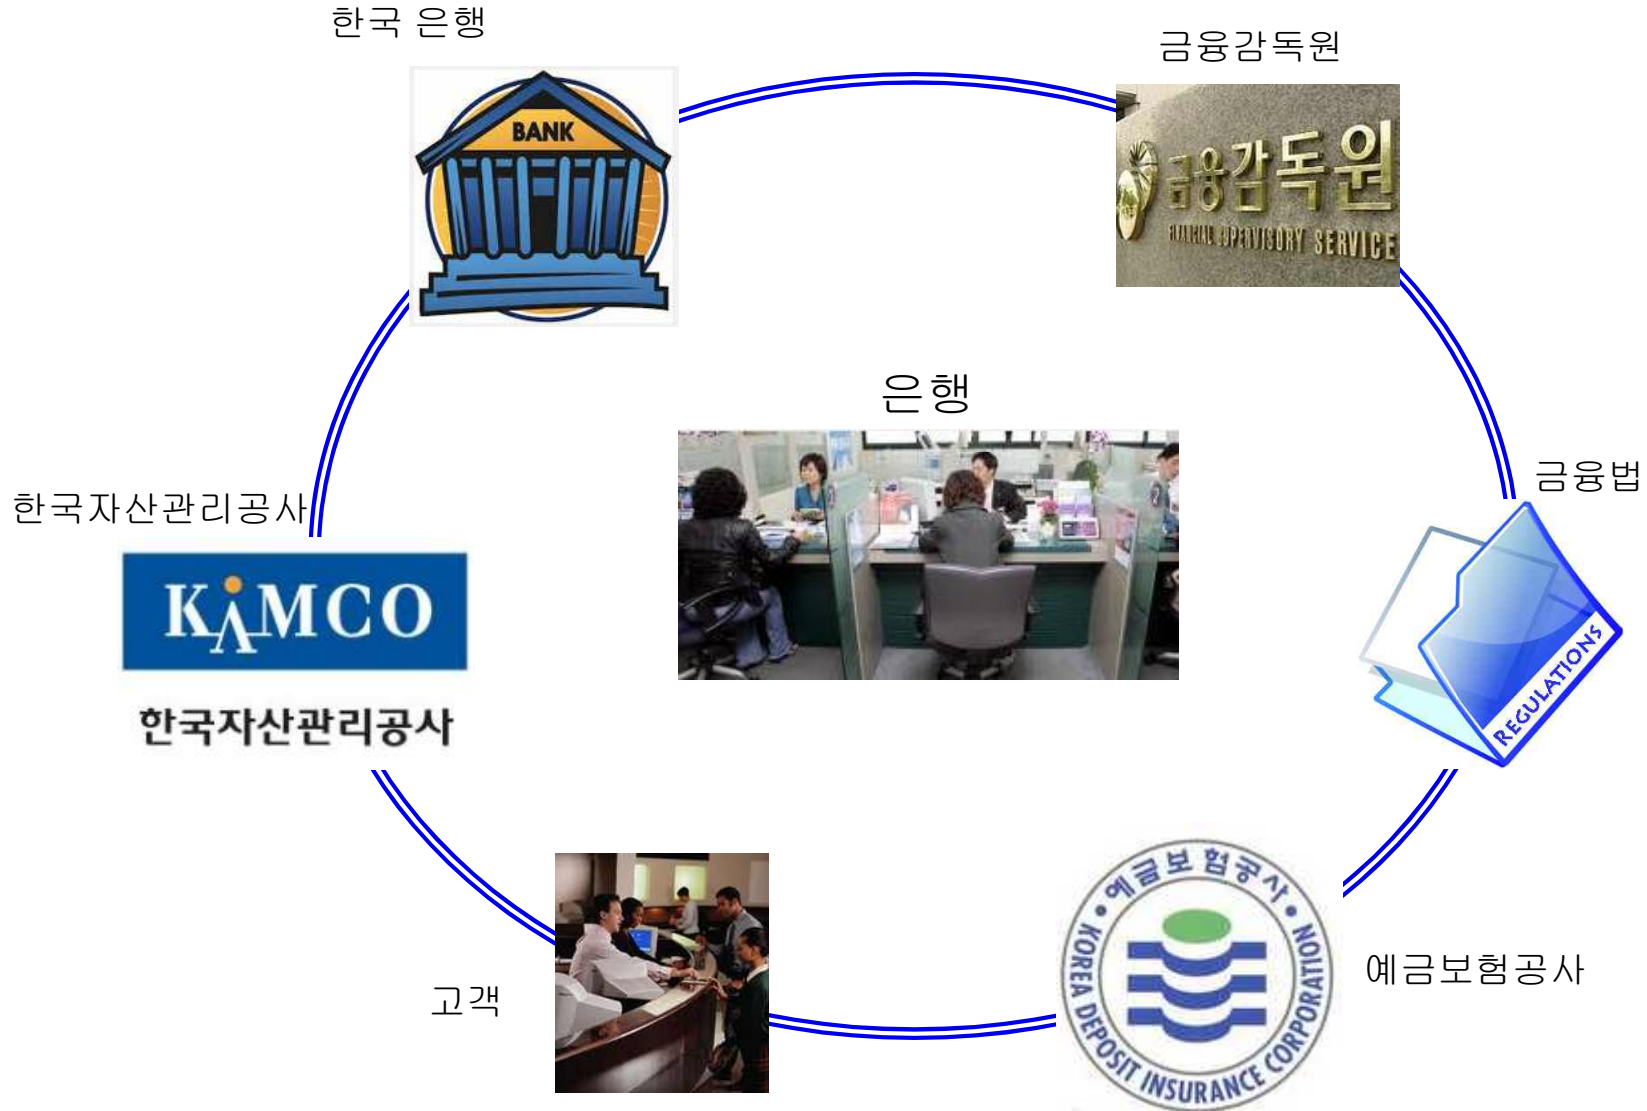 한국 은행
금융감독원
BANK
금융감독원
FINANCIAL SUPERVISORY SERVICE
은행
금융법
한국자산관리공사
KAMCO
한국자산관리공사
REGULATIONS
예금보험공사
KOREA DEPOSIT INSURANCE CORPORATION
예금보험공사
고객